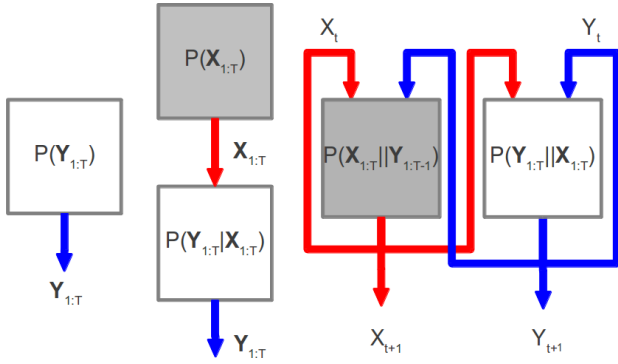 P(Y1:T)
Y1:T
P(X1:T)
X1:T
P(Y1:T|X1:T)
Y1:T
Xt
Yt
P(X1:T||Y1:T-1)
P(Y1:T||X1:T)
Xt+1
Yt+1